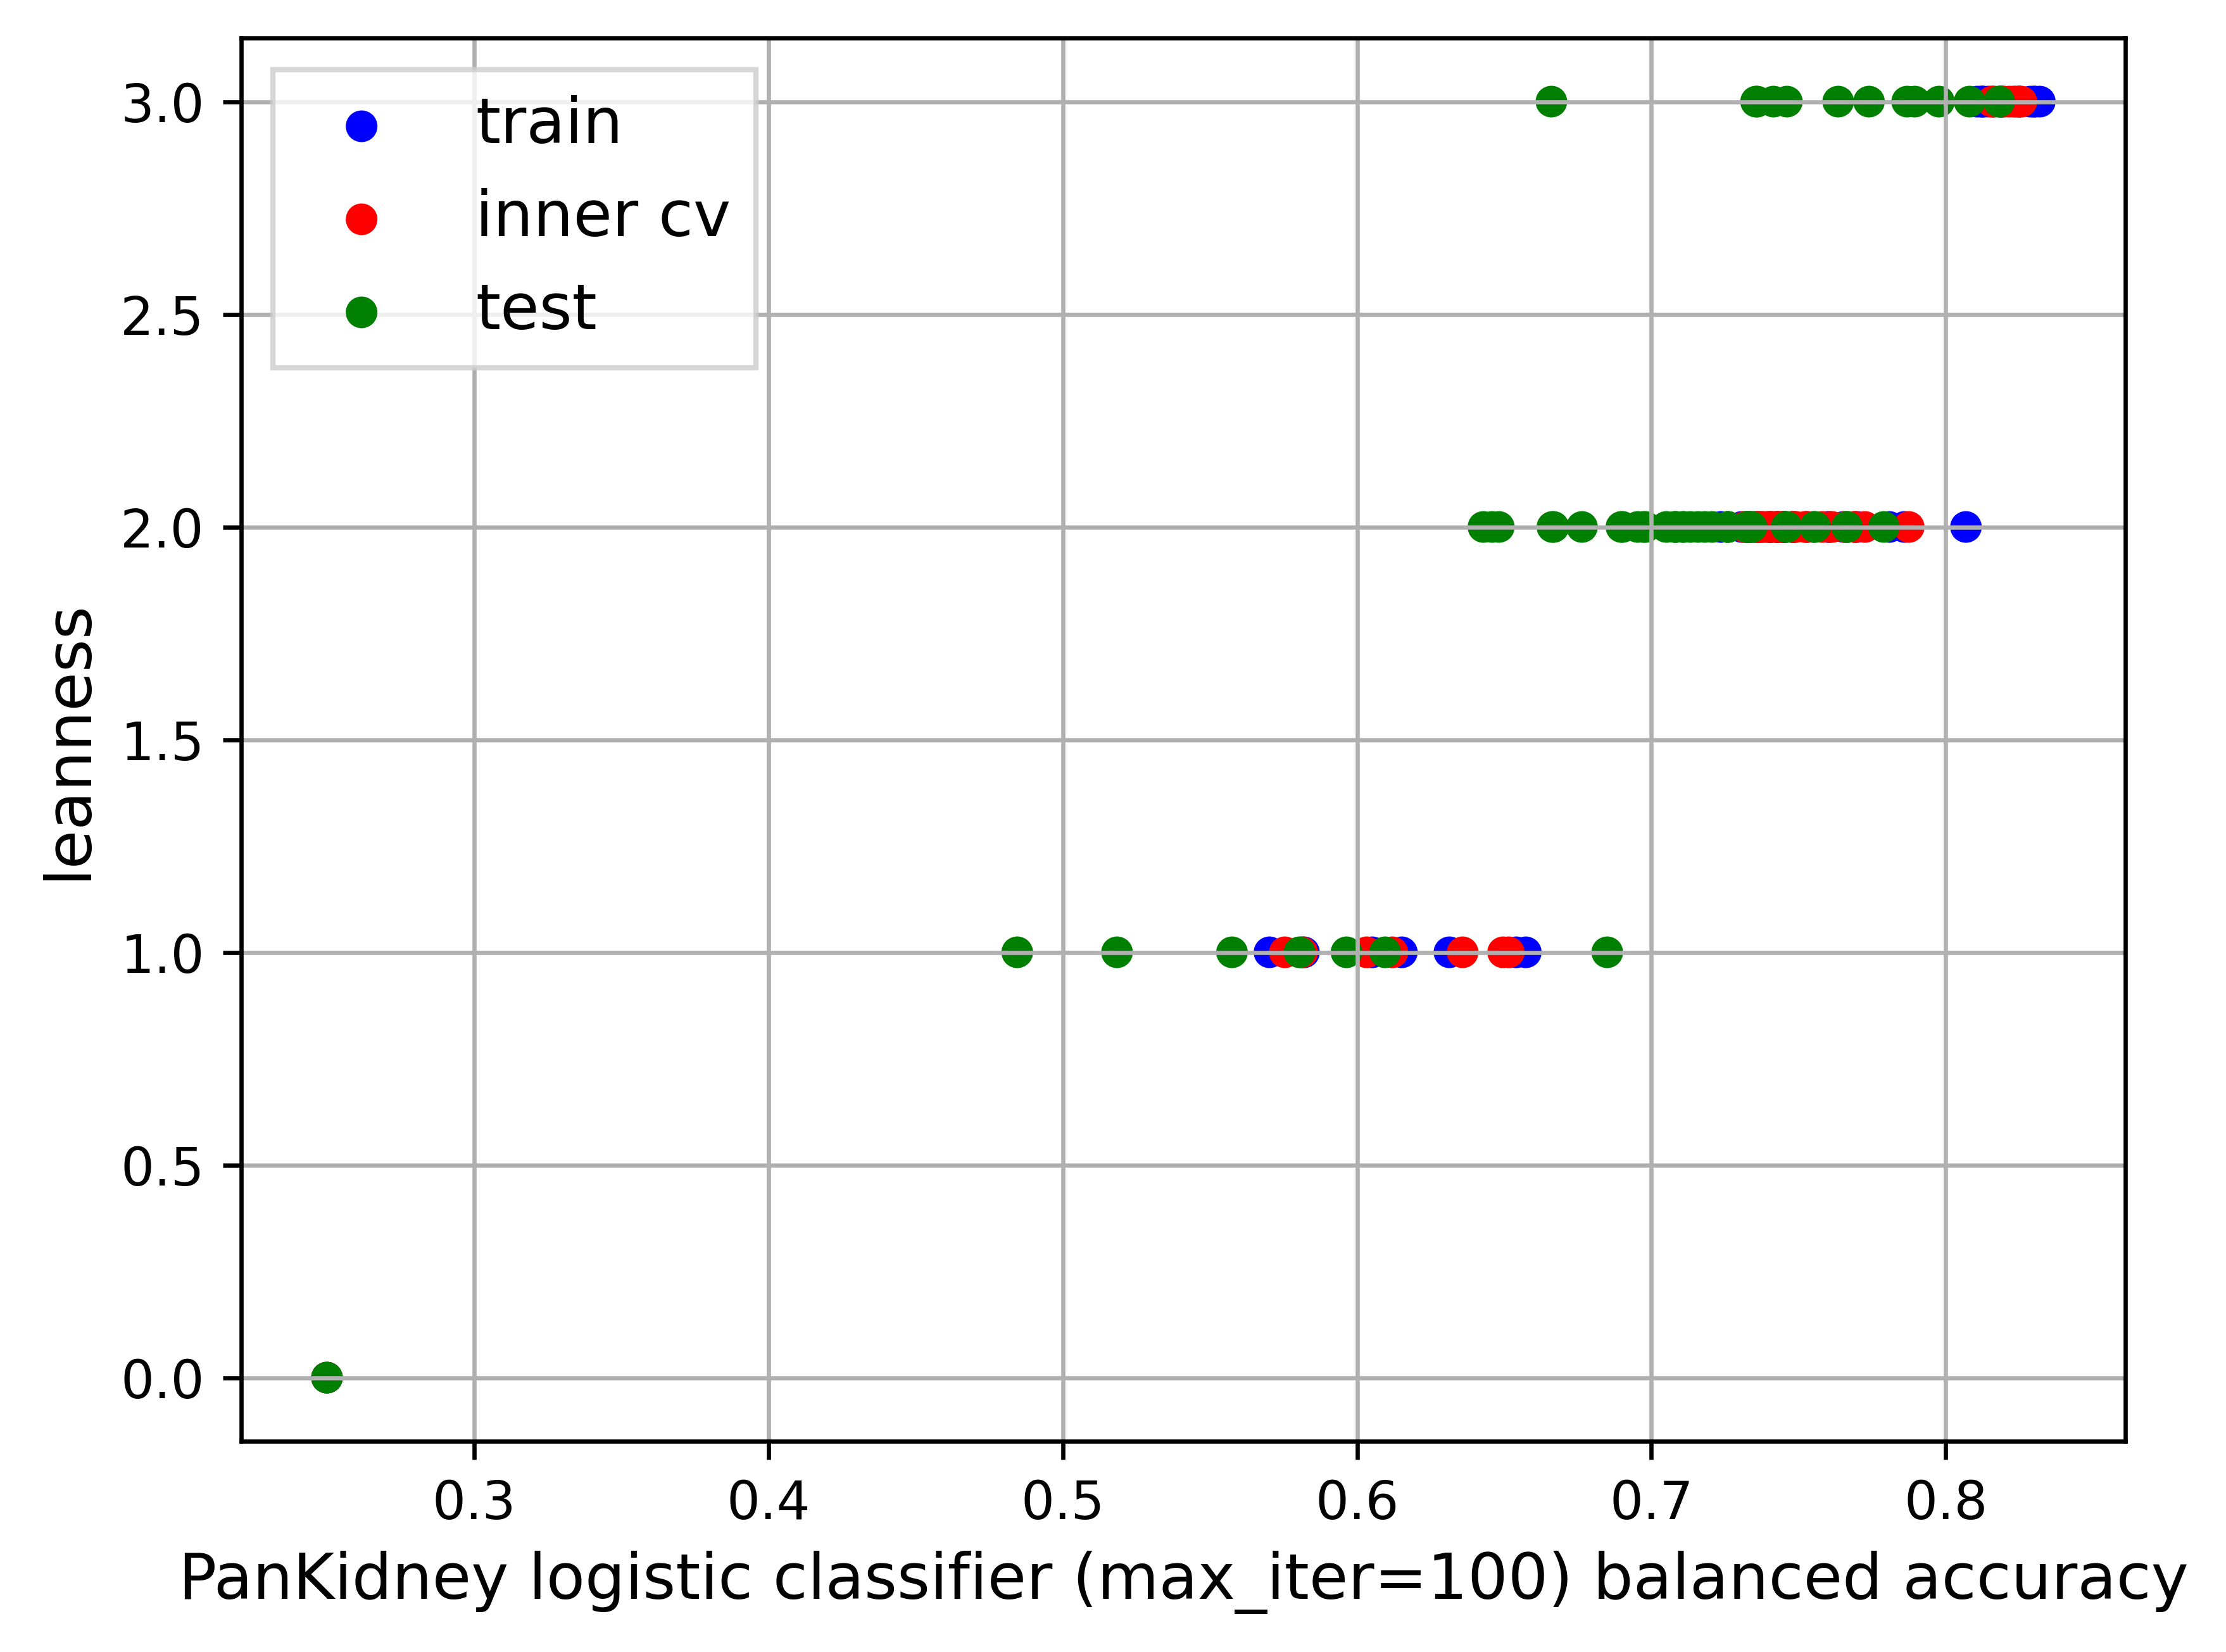 train
inner cv
test
3.0
2.5
2.0
1.5
1.0
0.5
0.0
leanness
0.3 0.4 0.5 0.6 0.7 0.8
PanKidney logistic classifier (max_iter=100) balanced accuracy